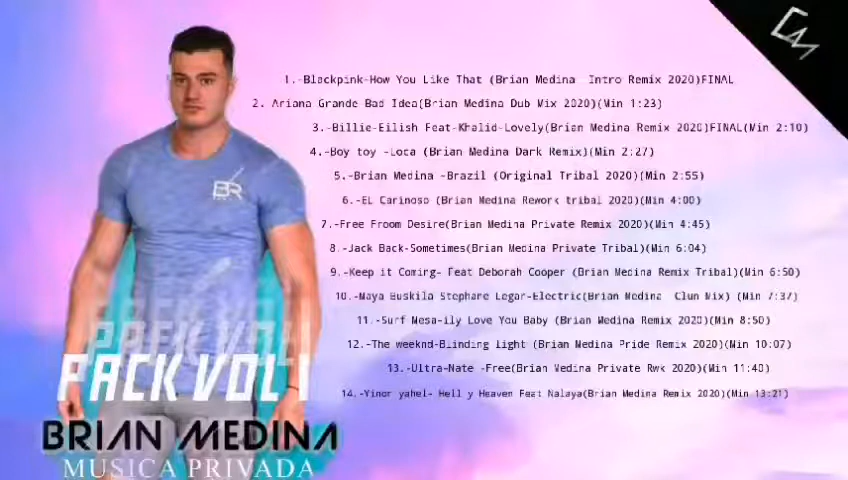 1.-Blackpink-How You Like That (Brian Medina Intro Remix 2020)FINAL
2. Ariana Grande Bad Idea(Brian Medina Dub Mix 2020)(Min 1:23)
3.-Billie-Eilish Feat-Khalid-Lovely(Brian Medina Remix 2020)FINAL(Min 2:10)
4.-Boy toy -Loca (Brian Medina Dark Remix)(Min 2:27)
5.-Brian Medina -Brazil (Original Tribal 2020)(Min 2:55)
6.-EL Carinoso (Brian Medina Rework tribal 2020)(Min 4:00)
7.-Free Froom Desire(Brian Medina Private Remix 2020)(Min 4:45)
8.-Jack Back-Sometimes(Brian Medina Private Tribal)(Min 6:04)
9.-Keep it Coming- Feat Deborah Cooper (Brian Medina Remix Tribal)(Min 6:50)
10.-Maya Buskila Stephane Legar-Electric(Brian Medina Clun Mix) (Min 7:37)
11.-Surf Mesa-ily Love You Baby (Brian Medina Remix 2020)(Min 8:50)
12.-The weeknd-Blinding Light (Brian Medina Pride Remix 2020)(Min 10:07)
13.-Ultra-Nate -Free(Brian Medina Private Rwk 2020)(Min 11:40)
14.-Yinor yahel- Hell y Heaven Feat Nalaya(Brian Medina Remix 2020)(Min 13:21)
BR
PACK VOL 1
BRIAN MEDINA
MUSICA PRIVADA